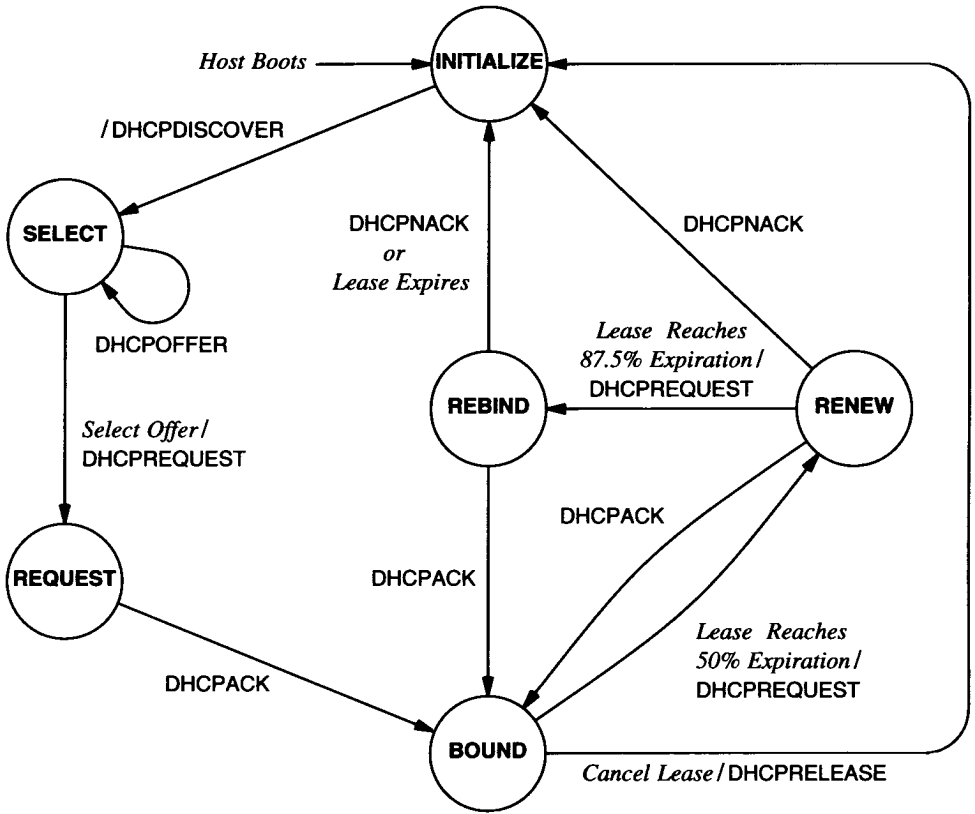 Host Boots
INITIALIZE
/DHCPDISCOVER
SELECT
DHCPOFFER
DHCPNACK
or
Lease Expires
DHCPNACK
Lease Reaches
87.5% Expiration/
DHCPREQUEST
REBIND
RENEW
Select Offer/
DHCPREQUEST
DHCPACK
REQUEST
DHCPACK
Lease Reaches
50% Expiration/
DHCPREQUEST
DHCPACK
BOUND
Cancel Lease/DHCPRELEASE